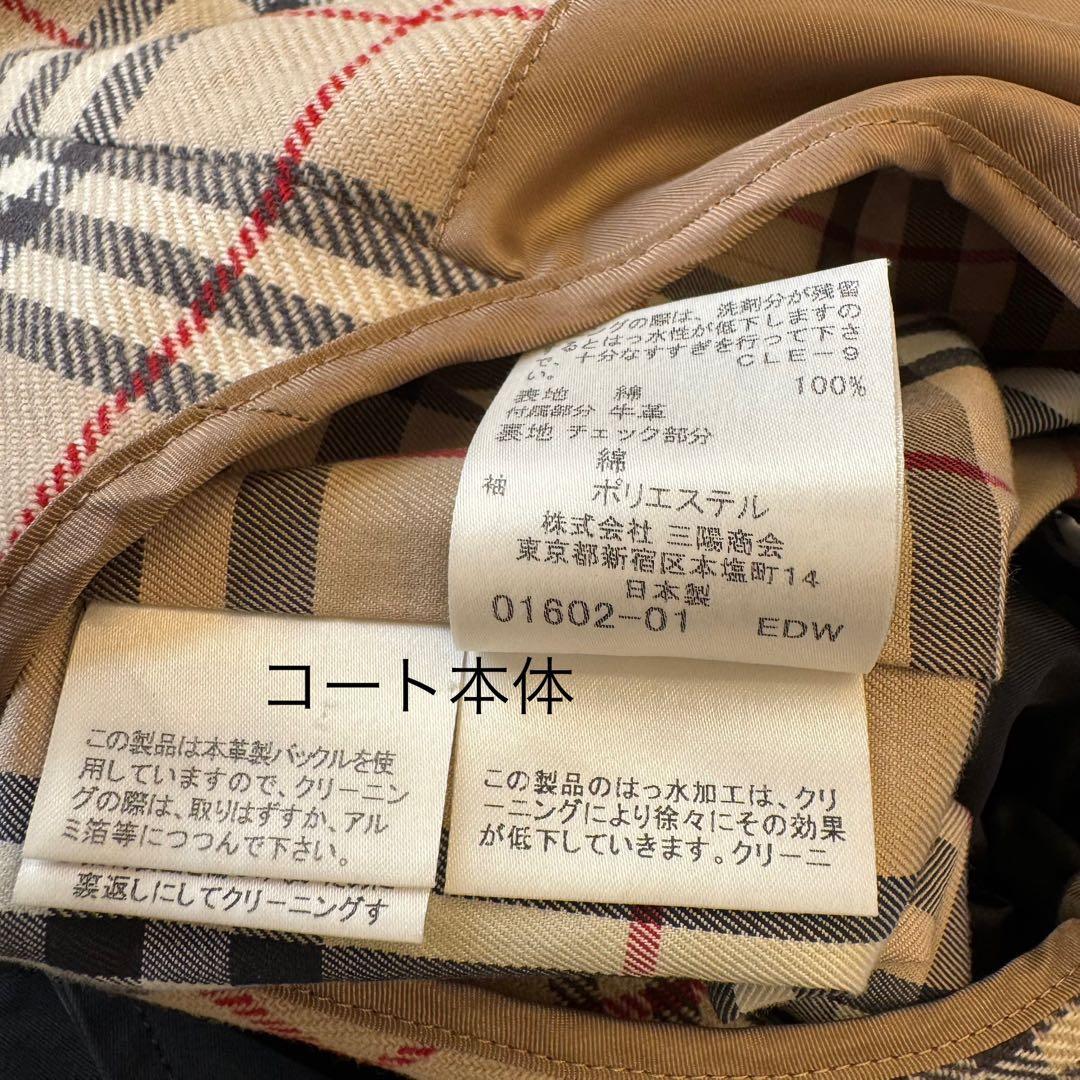 ングの際は、洗剤分が残留
るとはっ水性が低下しますの
で、十分なすすぎを行って下さ
い。 CLE-9
表地 綿 100%
付属部分 牛革
裏地 チェック部分
綿
袖 ポリエステル
株式会社 三陽商会
東京都新宿区本塩町14
日本製
01602-01 EDW
コート本体
この製品は本革製バックルを使
用していますので、クリーニン
グの際は、取りはずすか、アル
ミ箔等につつんで下さい。
裏返しにしてクリーニングす
この製品のはっ水加工は、クリ
ーニングにより徐々にその効果
が低下していきます。クリーニ